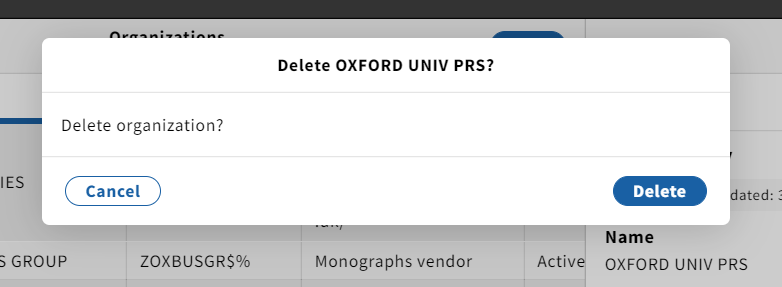 Organizations
Delete OXFORD UNIV PRS?
Delete organization?
IES
Cancel
Delete
dated: 3
Name
S GROUP
ZOXBUSGR$%
Monographs vendor
Active
OXFORD UNIV PRS